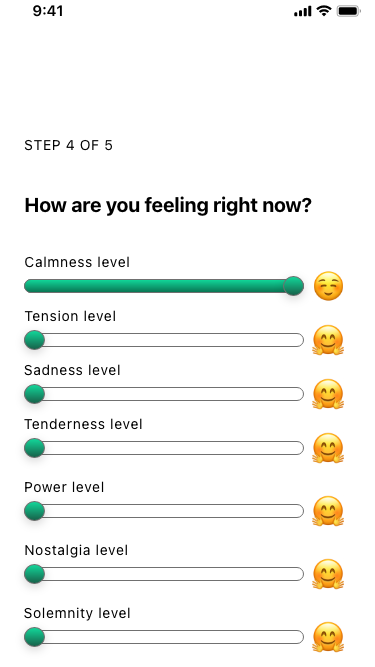 9:41
STEP 4 OF 5
How are you feeling right now?
Calmness level
Tension level
Sadness level
Tenderness level
Power level
Nostalgia level
Solemnity level